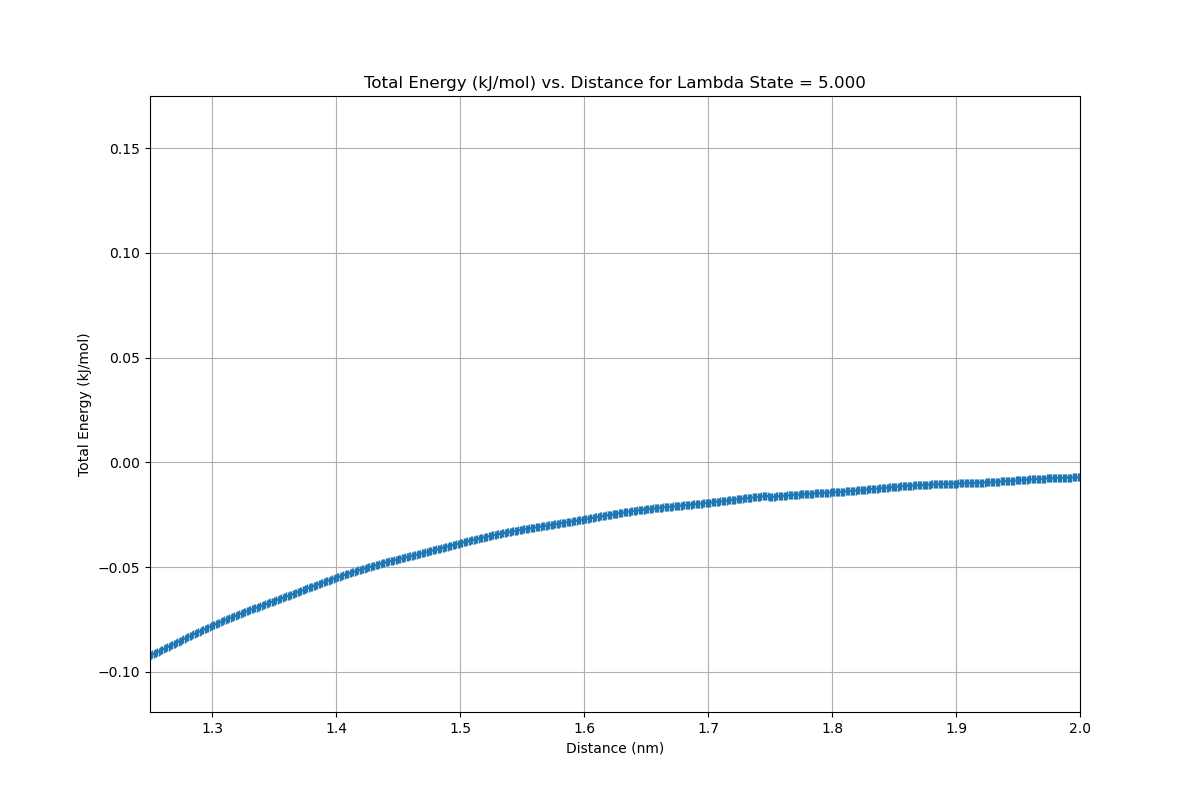 Total Energy (kJ/mol) vs. Distance for Lambda State = 5.000
0.15
0.10
0.05
0.00
−0.05
−0.10
Total Energy (kJ/mol)
1.3 1.4 1.5 1.6 1.7 1.8 1.9 2.0
Distance (nm)